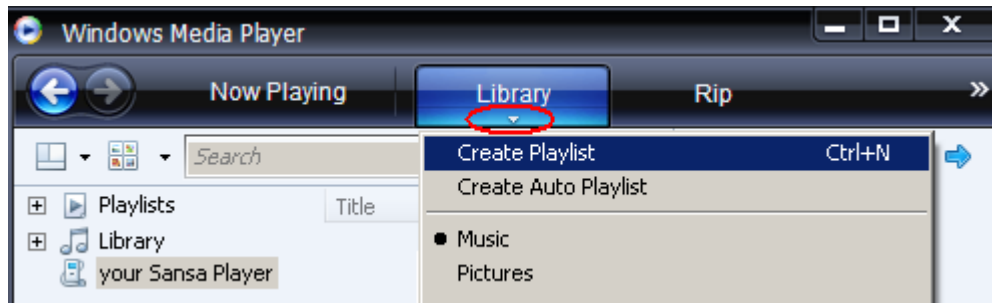 Windows Media Player
Now Playing Library Rip »
Search
Create Playlist Ctrl+N
Create Auto Playlist
Playlists Title
Library
Music
your Sansa Player
Pictures